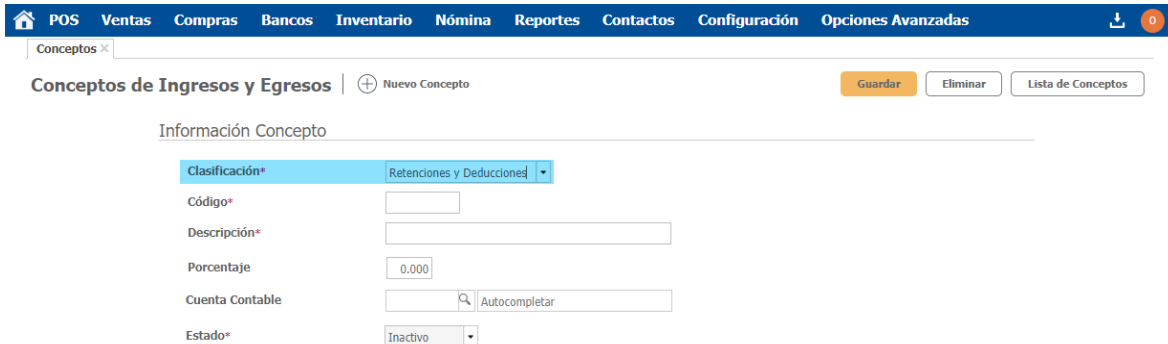 POS Ventas Compras Bancos Inventario Nómina Reportes Contactos Configuración Opciones Avanzadas 0
Conceptos ×
Conceptos de Ingresos y Egresos Nuevo Concepto Guardar Eliminar Lista de Conceptos
Información Concepto
Clasificación* Retenciones y Deducciones
Código*
Descripción*
Porcentaje 0.000
Cuenta Contable Autocompletar
Estado* Inactivo